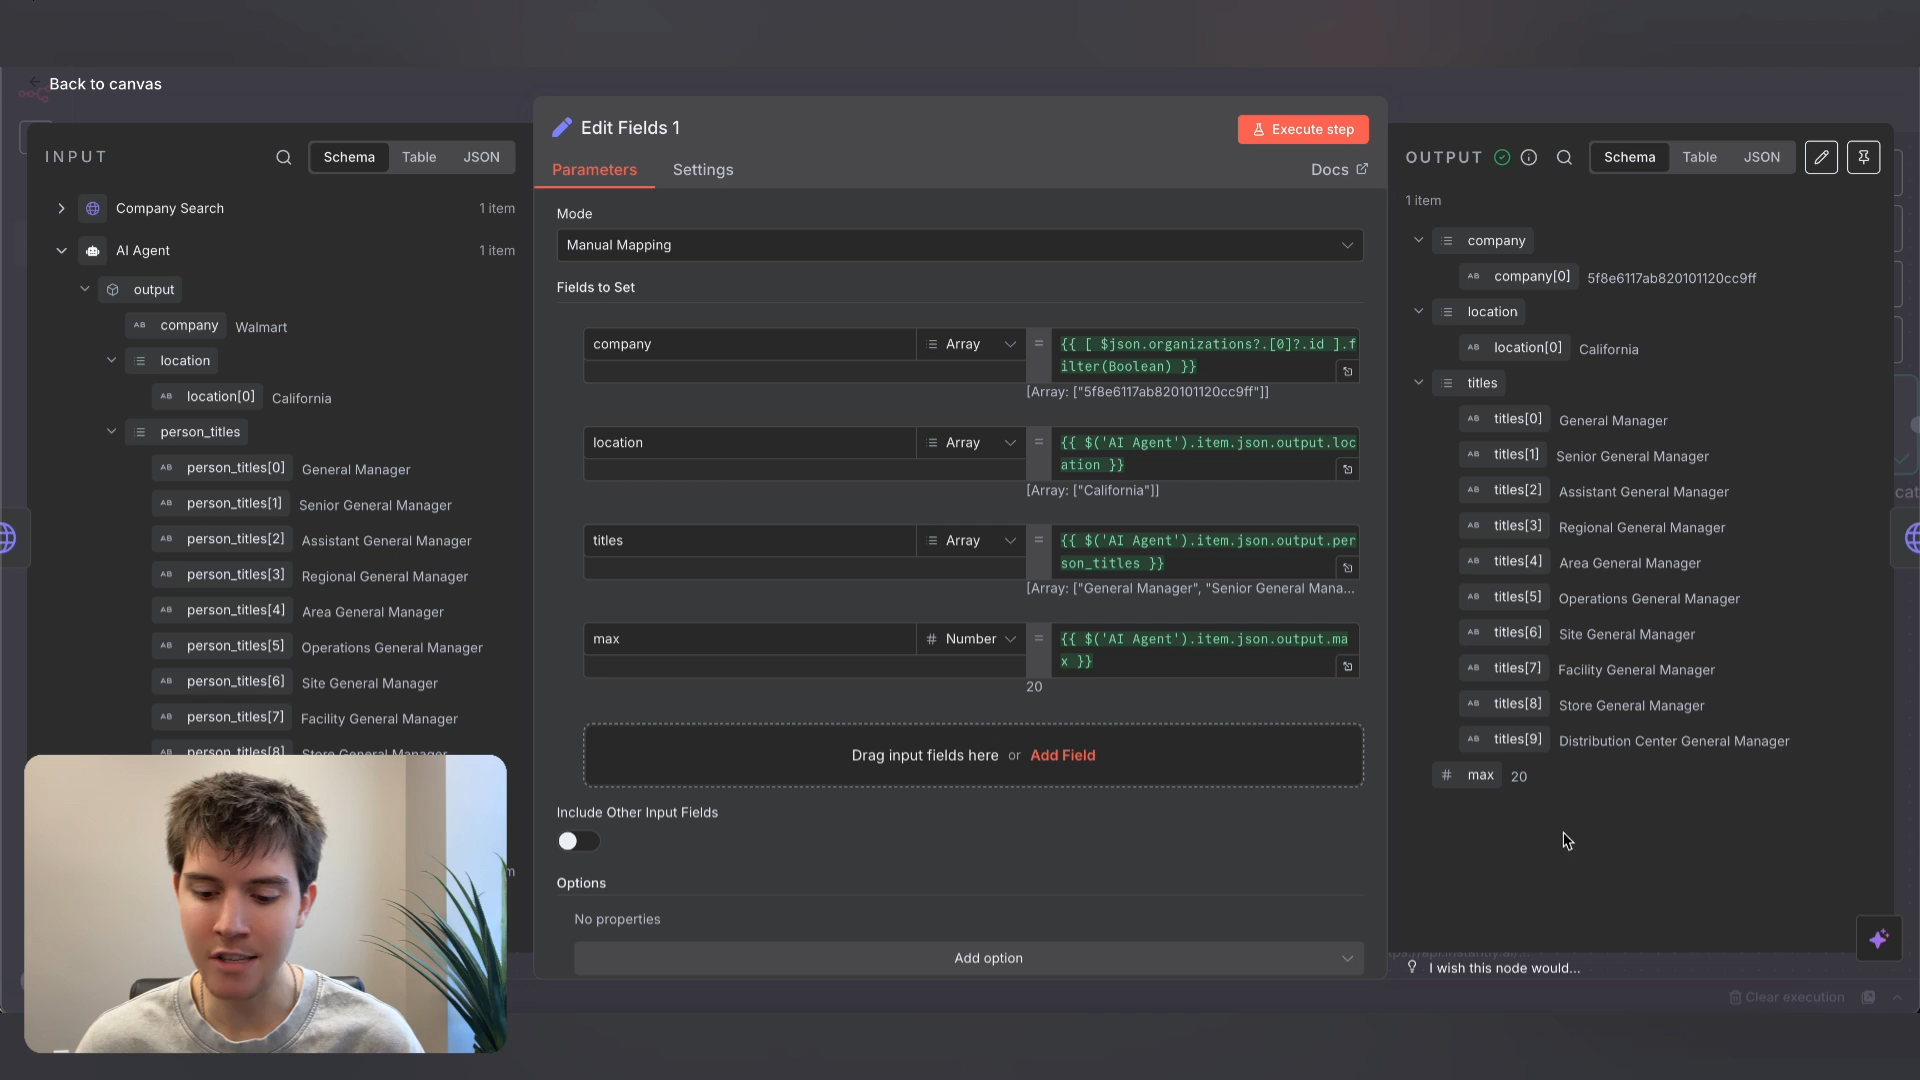 Back to canvas
INPUT
Schema
Table
JSON
Company Search
1 item
AI Agent
1 item
output
company Walmart
location
location[0] California
person_titles
person_titles[0] General Manager
person_titles[1] Senior General Manager
person_titles[2] Assistant General Manager
person_titles[3] Regional General Manager
person_titles[4] Area General Manager
person_titles[5] Operations General Manager
person_titles[6] Site General Manager
person_titles[7] Facility General Manager
person_titles[8] Store General Manager
Edit Fields 1
Execute step
Parameters
Settings
Docs
Mode
Manual Mapping
Fields to Set
company
Array
=
{{ [ $json.organizations?.[0]?.id ].f
ilter(Boolean) }}
[Array: ["5f8e6117ab820101120cc9ff"]]
location
Array
=
{{ $('AI Agent').item.json.output.loc
ation }}
[Array: ["California"]]
titles
Array
=
{{ $('AI Agent').item.json.output.per
son_titles }}
[Array: ["General Manager", "Senior General Mana...
max
# Number
=
{{ $('AI Agent').item.json.output.ma
x }}
20
Drag input fields here or Add Field
Include Other Input Fields
Options
No properties
Add option
OUTPUT
Schema
Table
JSON
1 item
company
company[0] 5f8e6117ab820101120cc9ff
location
location[0] California
titles
titles[0] General Manager
titles[1] Senior General Manager
titles[2] Assistant General Manager
titles[3] Regional General Manager
titles[4] Area General Manager
titles[5] Operations General Manager
titles[6] Site General Manager
titles[7] Facility General Manager
titles[8] Store General Manager
titles[9] Distribution Center General Manager
# max 20
I wish this node would...
Clear execution